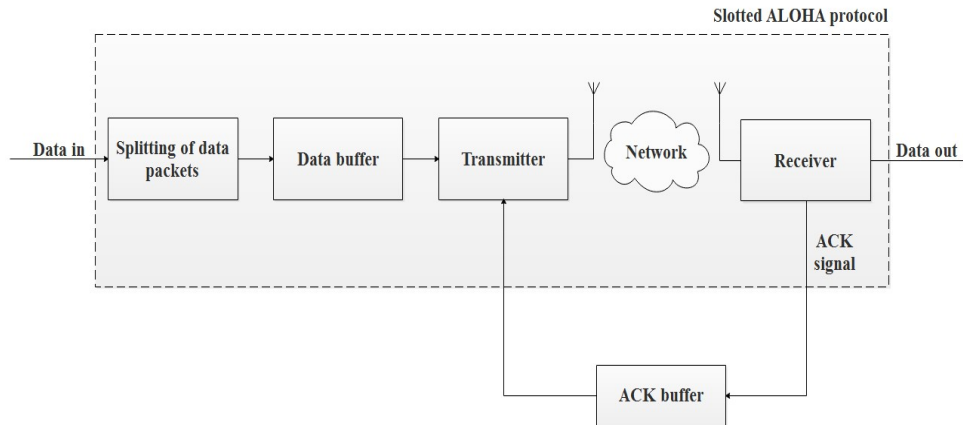 Slotted ALOHA protocol
Data in
Splitting of data
packets
Data buffer
Transmitter
Network
Receiver
Data out
ACK
signal
ACK buffer